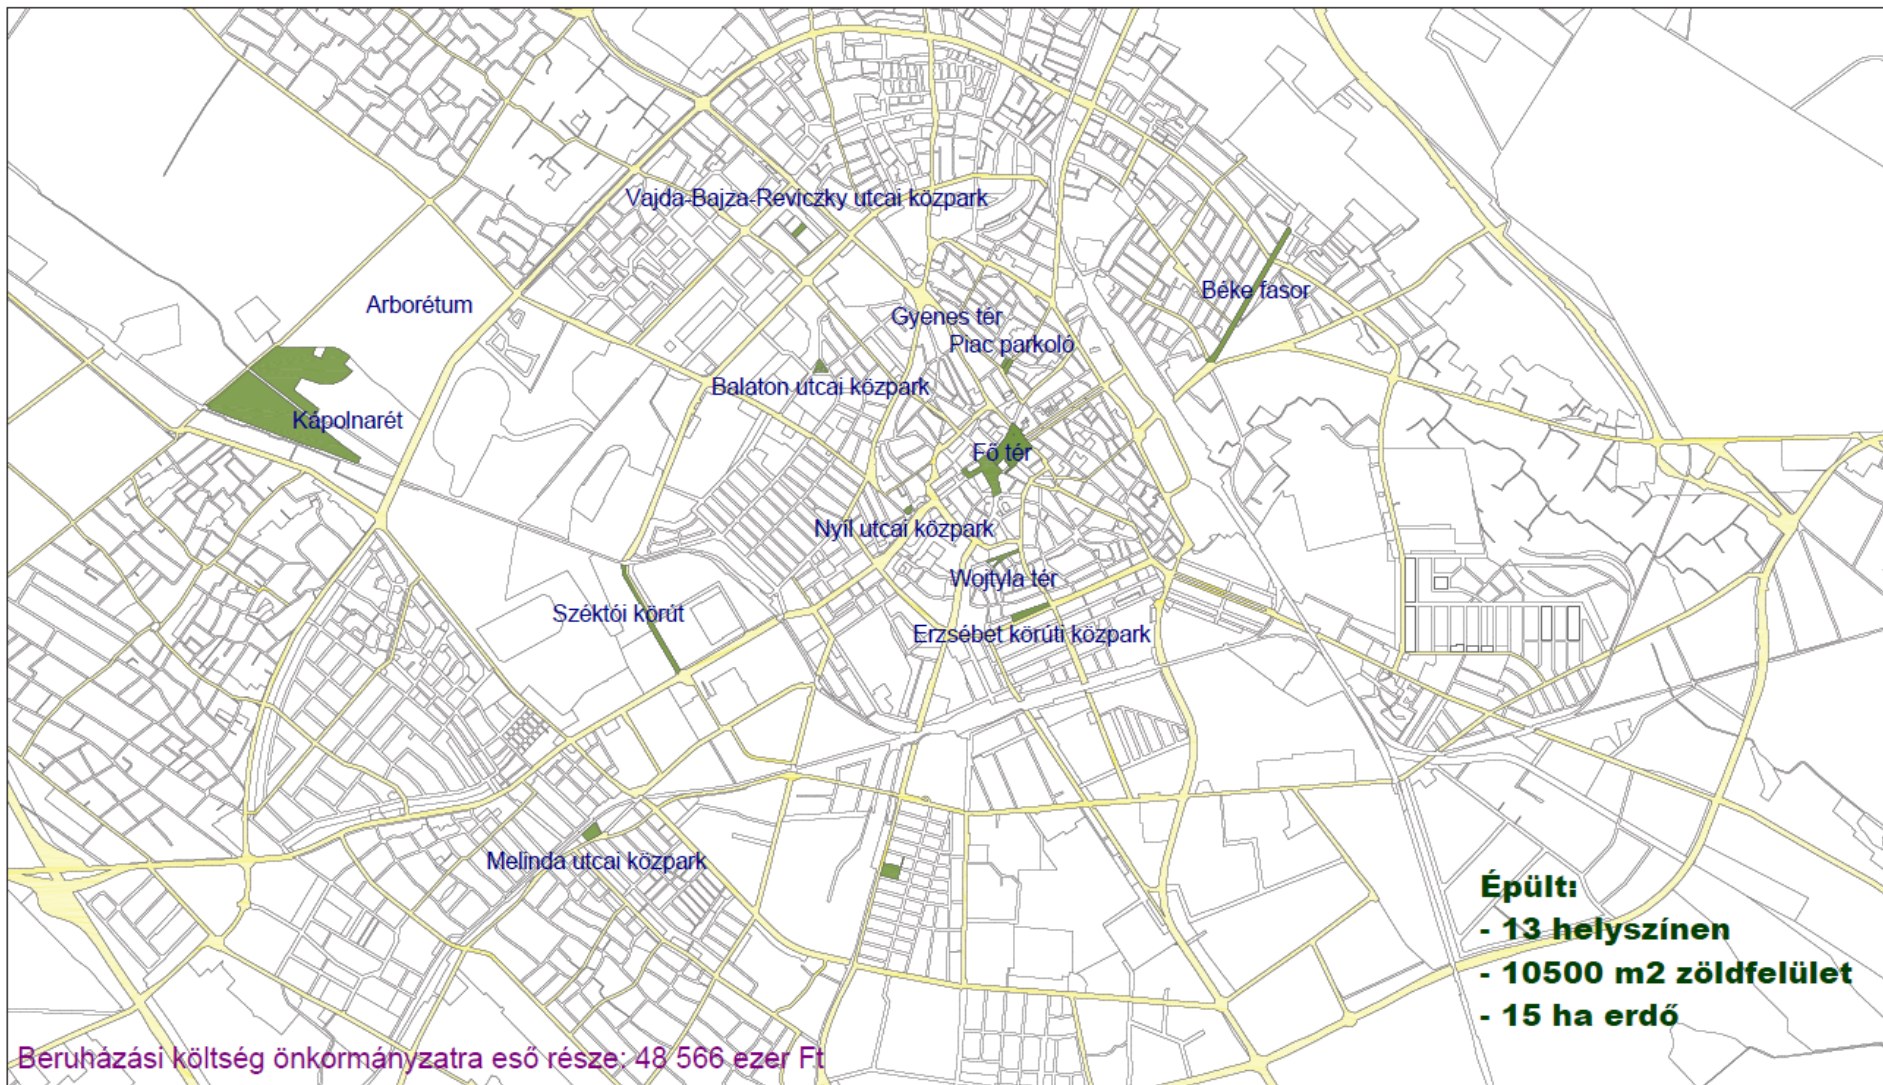 Vajda-Bajza-Reviczky utcai közpark
Béke fasor
Arborétum
Gyenes tér
Piac parkoló
Balaton utcai közpark
Kápolnarét
Fő tér
Nyíl utcai közpark
Wojtyla tér
Széktói körút
Erzsébet körúti közpark
Melinda utcai közpark
Épült:
- 13 helyszínen
- 10500 m2 zöldfelület
- 15 ha erdő
Beruházási költség önkormányzatra eső része: 48 566 ezer Ft